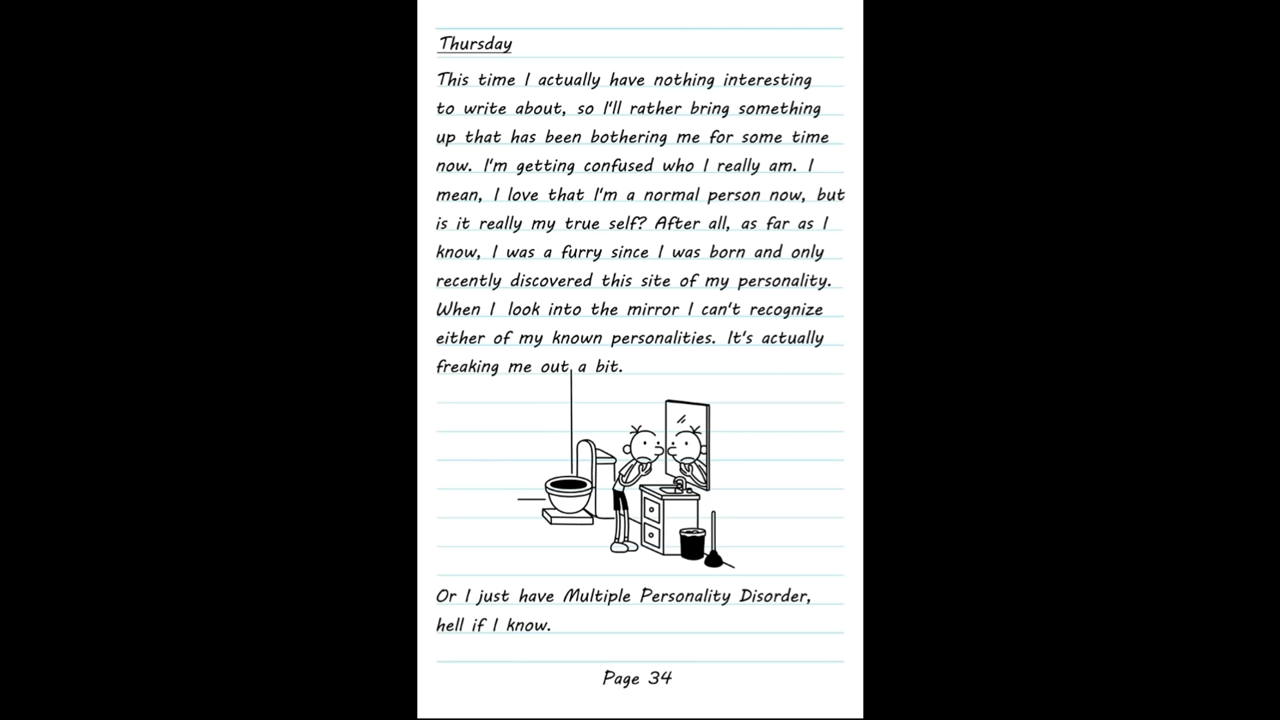 Thursday
This time I actually have nothing interesting
to write about, so I'll rather bring something
up that has been bothering me for some time
now. I'm getting confused who I really am. I
mean, I love that I'm a normal person now, but
is it really my true self? After all, as far as I
know, I was a furry since I was born and only
recently discovered this site of my personality.
When I look into the mirror I can't recognize
either of my known personalities. It's actually
freaking me out a bit.
Or I just have Multiple Personality Disorder,
hell if I know.
Page 34